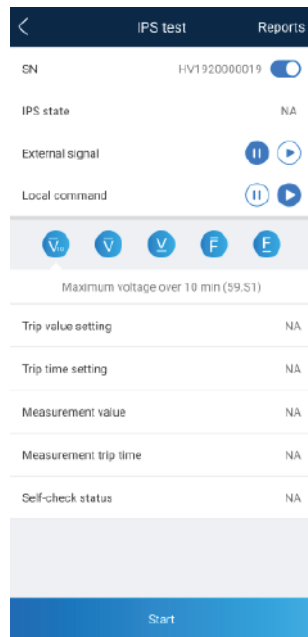 IPS test
Reports
SN
HV1920000019
IPS state
NA
External signal
Local command
V10
V
V
F
F
Maximum voltage over 10 min (59.S1)
Trip value setting
NA
Trip time setting
NA
Measurement value
NA
Measurement trip time
NA
Self-check status
NA
Start